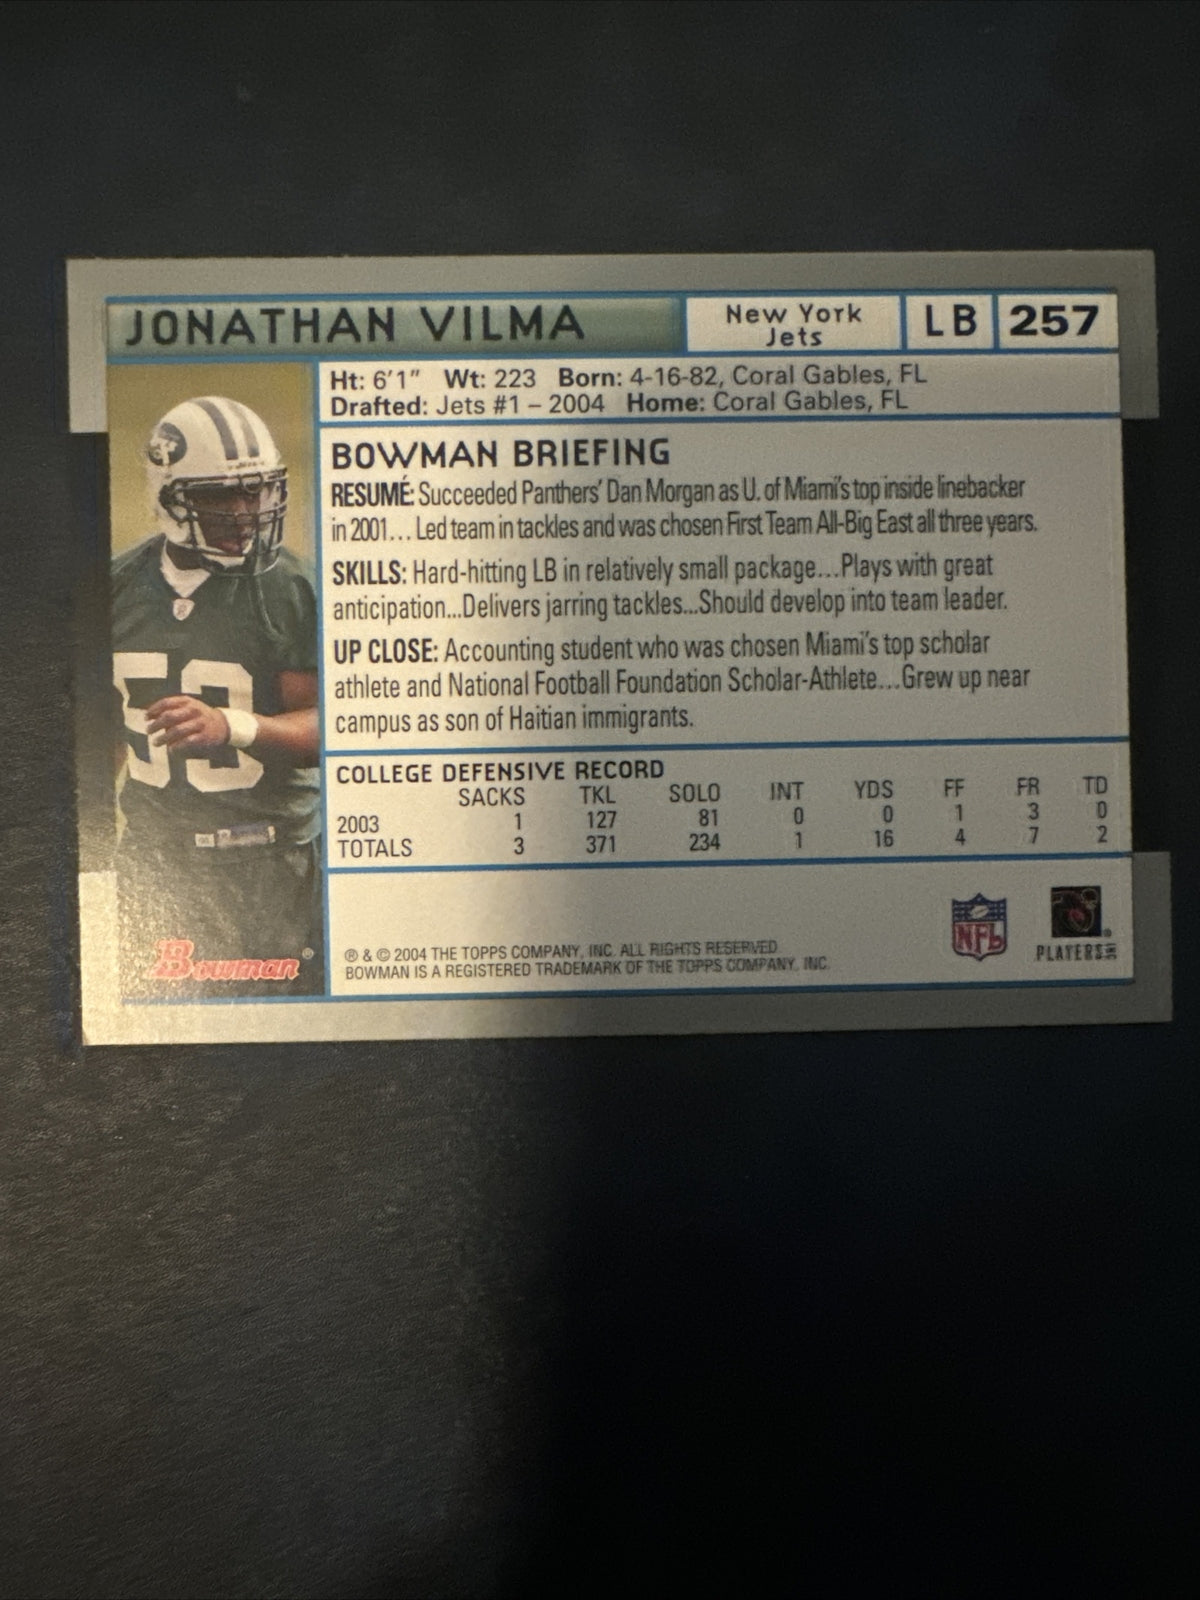 JONATHAN VILMA
New York
Jets
LB
257
Ht: 6'1" Wt: 223 Born: 4-16-82, Coral Gables, FL
Drafted: Jets #1 – 2004 Home: Coral Gables, FL
BOWMAN BRIEFING
RESUMÉ: Succeeded Panthers' Dan Morgan as U. of Miami's top inside linebacker
in 2001... Led team in tackles and was chosen First Team All-Big East all three years.
SKILLS: Hard-hitting LB in relatively small package...Plays with great
anticipation...Delivers jarring tackles...Should develop into team leader.
UP CLOSE: Accounting student who was chosen Miami's top scholar
athlete and National Football Foundation Scholar-Athlete...Grew up near
campus as son of Haitian immigrants.
53
COLLEGE DEFENSIVE RECORD
SACKS TKL SOLO INT YDS FF FR TD
2003 1 127 81 0 0 1 3 0
TOTALS 3 371 234 1 16 4 7 2
Bowman®
® & © 2004 THE TOPPS COMPANY, INC. ALL RIGHTS RESERVED
BOWMAN IS A REGISTERED TRADEMARK OF THE TOPPS COMPANY, INC.
NFL
PLAYERS INC